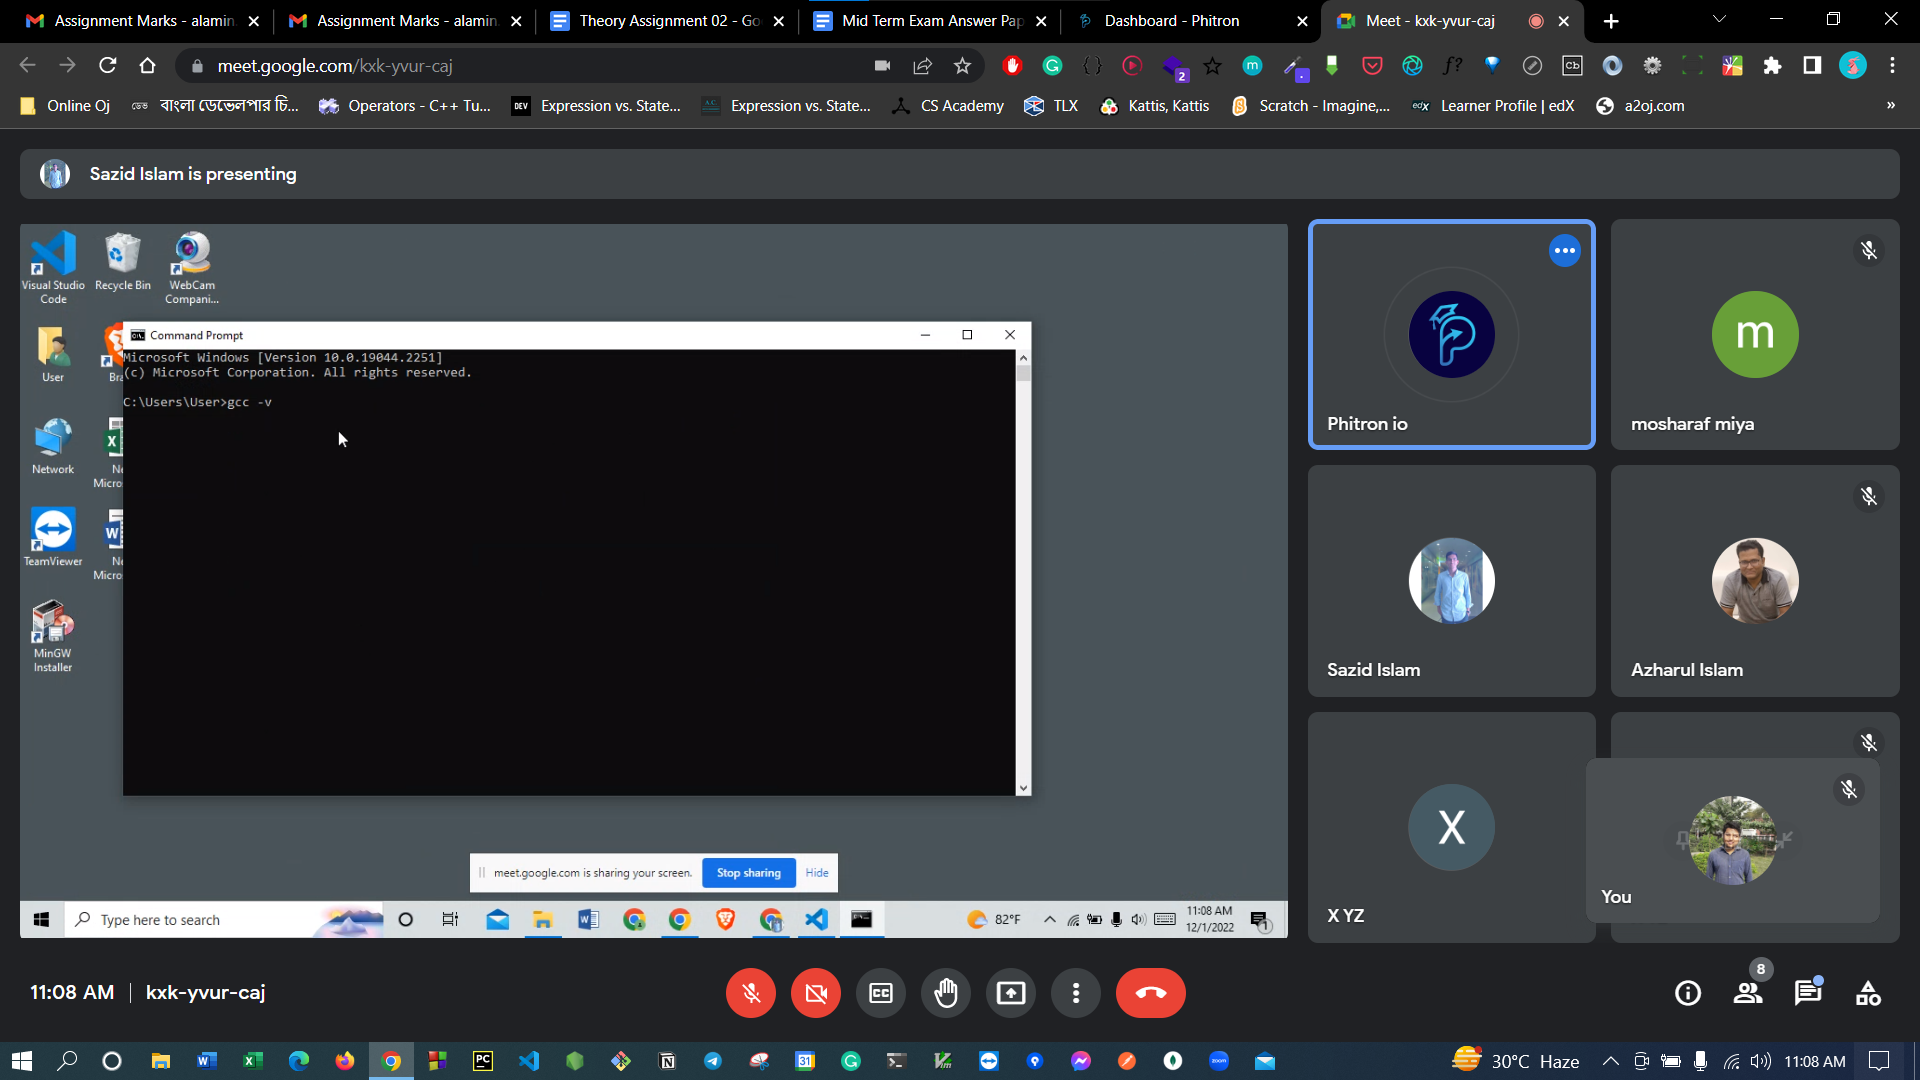 Assignment Marks - alamin
Assignment Marks - alamin
Theory Assignment 02 - Go
Mid Term Exam Answer Pap
Dashboard - Phitron
Meet - kxk-yvur-caj
meet.google.com/kxk-yvur-caj
Online Oj
বাংলা ডেভেলপার চি...
Operators - C++ Tu...
DEV
Expression vs. State...
Expression vs. State...
CS Academy
TLX
Kattis, Kattis
Scratch - Imagine,...
edX
Learner Profile | edX
a2oj.com
»
Sazid Islam is presenting
Visual Studio
Code
Recycle Bin
WebCam
Compani...
User
Bra
Network
Ne
Micro
TeamViewer
Ne
Micro
MinGW
Installer
Command Prompt
Microsoft Windows [Version 10.0.19044.2251]
(c) Microsoft Corporation. All rights reserved.
C:\Users\User>gcc -v
meet.google.com is sharing your screen.
Stop sharing
Hide
Type here to search
82°F
11:08 AM
12/1/2022
1
Phitron io
m
mosharaf miya
Sazid Islam
Azharul Islam
X
X YZ
You
11:08 AM | kxk-yvur-caj
8
30°C Haze
11:08 AM